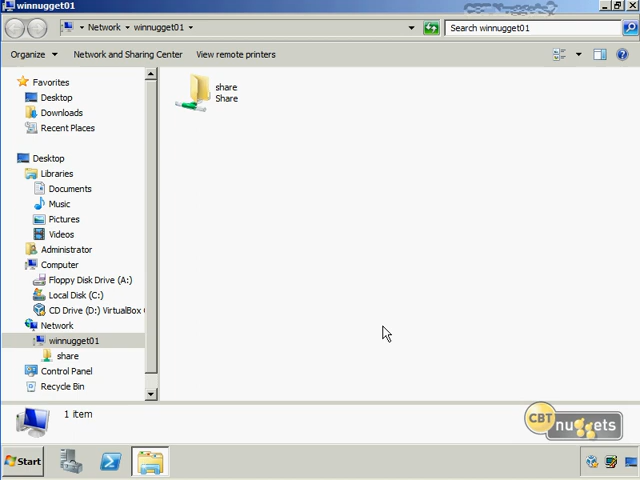 winnugget01
CBT Nuggets
Network ▸ winnugget01 ▸
Search winnugget01
Organize
Network and Sharing Center
View remote printers
Favorites
Desktop
Downloads
Recent Places
Desktop
Libraries
Documents
Music
Pictures
Videos
Administrator
Computer
Floppy Disk Drive (A:)
Local Disk (C:)
CD Drive (D:) VirtualBox
Network
winnugget01
share
Control Panel
Recycle Bin
share
Share
1 item
CBT nuggets
Start